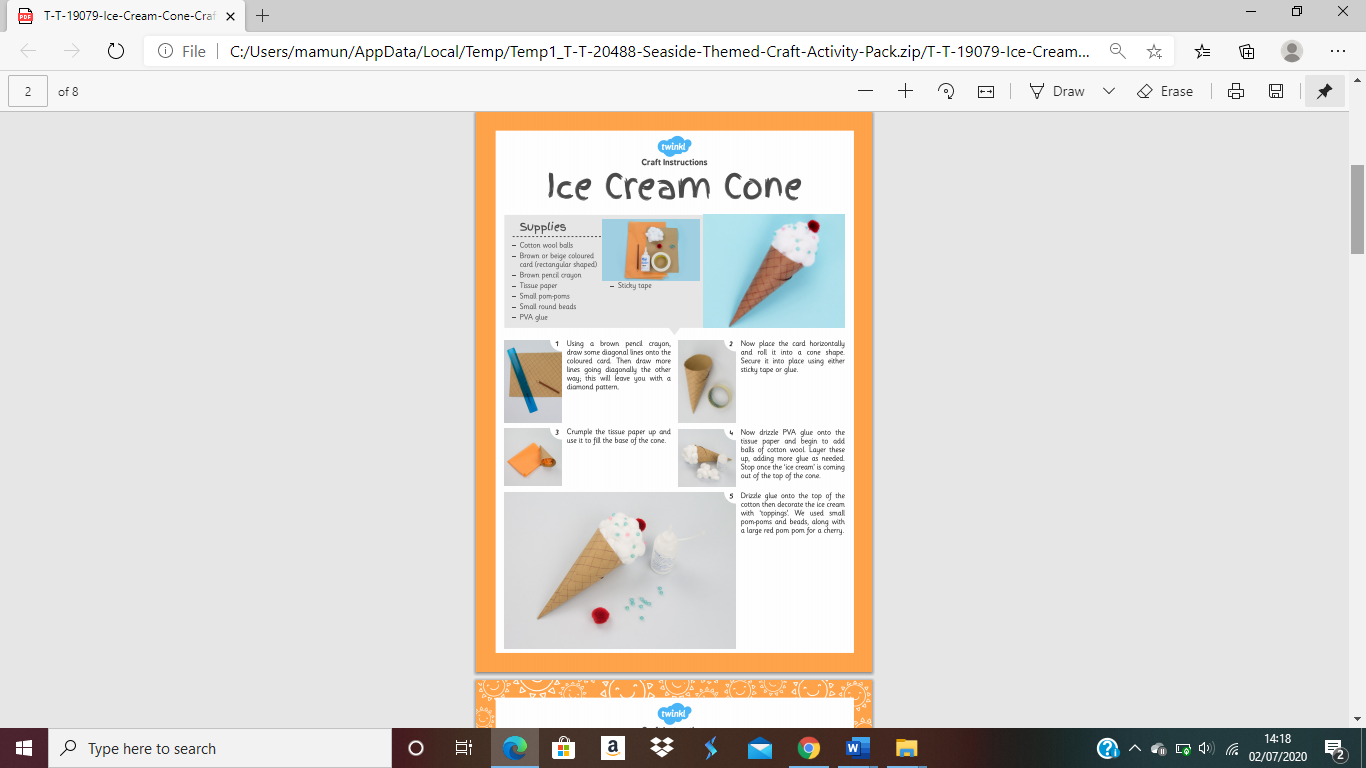 T-T-19079-Ice-Cream-Cone-Craf
File
C:/Users/mamun/AppData/Local/Temp/Temp1_T-T-20488-Seaside-Themed-Craft-Activity-Pack.zip/T-T-19079-Ice-Cream...
2 of 8
Draw
Erase
twinkl
Craft Instructions
Ice Cream Cone
Supplies
– Cotton wool balls
– Brown or beige coloured
card (rectangular shaped)
– Brown pencil crayon
– Tissue paper
– Small pom-poms
– Small round beads
– PVA glue
– Sticky tape
1 Using a brown pencil crayon,
draw some diagonal lines onto the
coloured card. Then draw more
lines going diagonally the other
way; this will leave you with a
diamond pattern.
2 Now place the card horizontally
and roll it into a cone shape.
Secure it into place using either
sticky tape or glue.
3 Crumple the tissue paper up and
use it to fill the base of the cone.
4 Now drizzle PVA glue onto the
tissue paper and begin to add
balls of cotton wool. Layer these
up, adding more glue as needed.
Stop once the ‘ice cream’ is coming
out of the top of the cone.
5 Drizzle glue onto the top of the
cotton then decorate the ice cream
with ‘toppings’. We used small
pom-poms and beads, along with
a large red pom pom for a cherry.
twinkl
Type here to search
14:18
02/07/2020
2